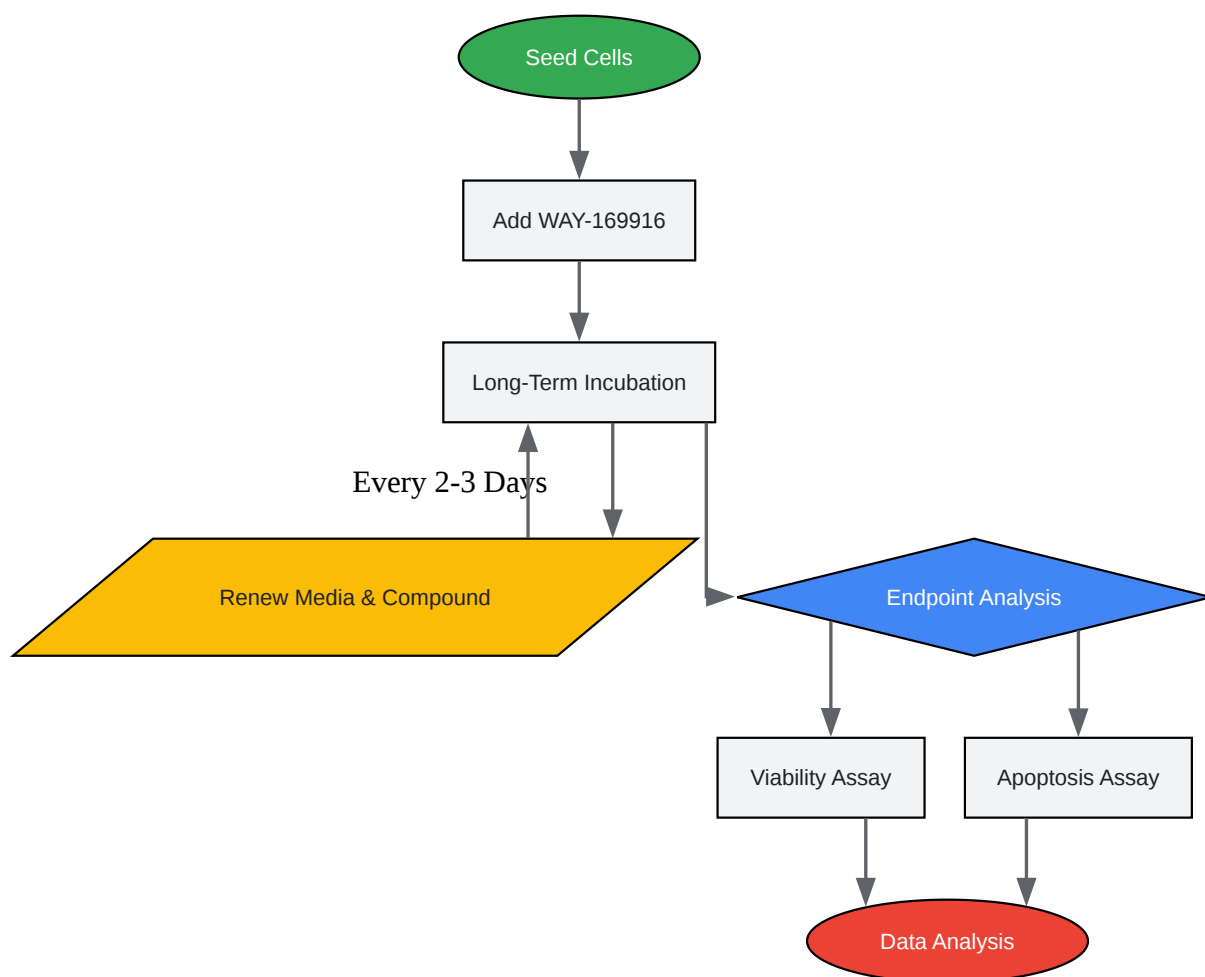 Seed Cells
Add WAY-169916
Long-Term Incubation
Every 2-3 Days
Renew Media & Compound
Endpoint Analysis
Viability Assay
Apoptosis Assay
Data Analysis